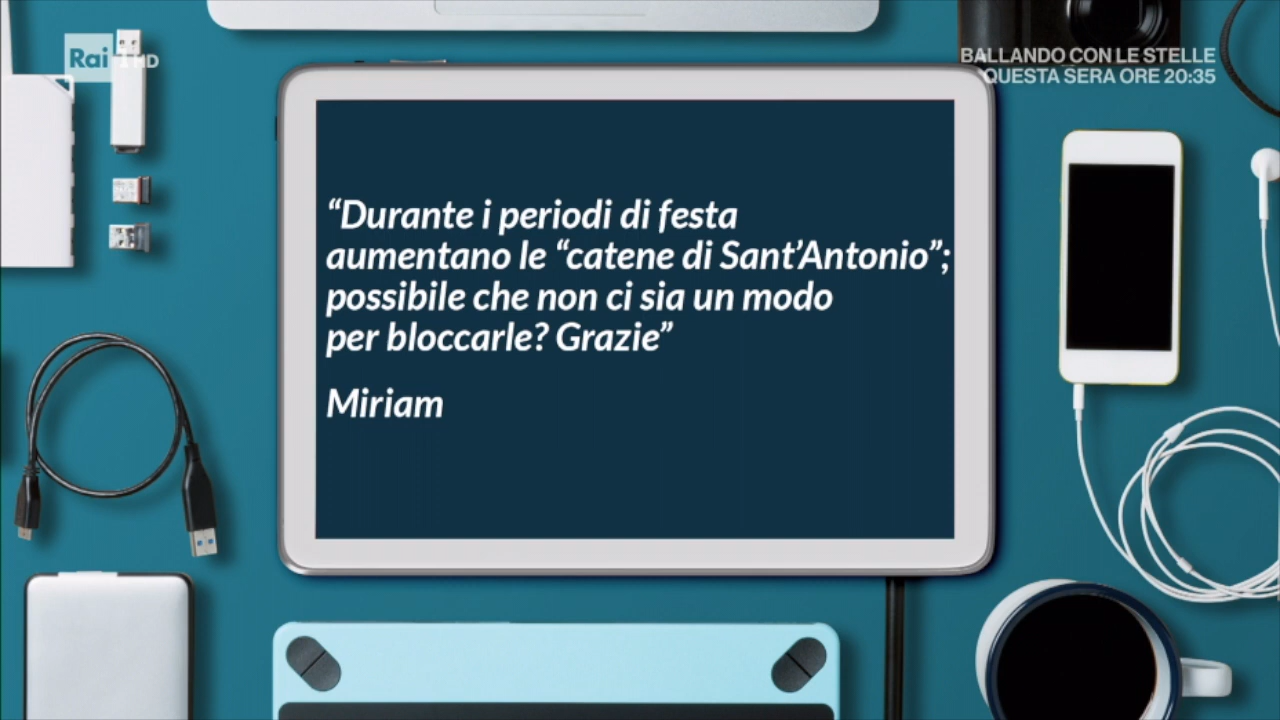 Rai 1 HD
BALLANDO CON LE STELLE
QUESTA SERA ORE 20:35
“Durante i periodi di festa
aumentano le “catene di Sant’Antonio”;
possibile che non ci sia un modo
per bloccarle? Grazie”
Miriam